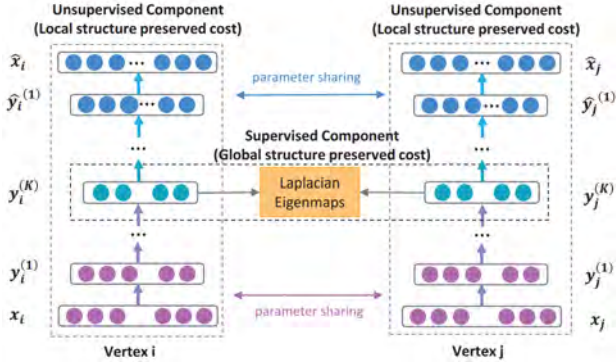 Unsupervised Component
(Local structure preserved cost)
Unsupervised Component
(Local structure preserved cost)
x̂ᵢ
...
x̂ⱼ
...
parameter sharing
ŷᵢ⁽¹⁾
...
ŷⱼ⁽¹⁾
...
...
...
Supervised Component
(Global structure preserved cost)
yᵢ⁽ᴷ⁾
Laplacian
Eigenmaps
yⱼ⁽ᴷ⁾
...
...
yᵢ⁽¹⁾
yⱼ⁽¹⁾
parameter sharing
xᵢ
xⱼ
Vertex i
Vertex j